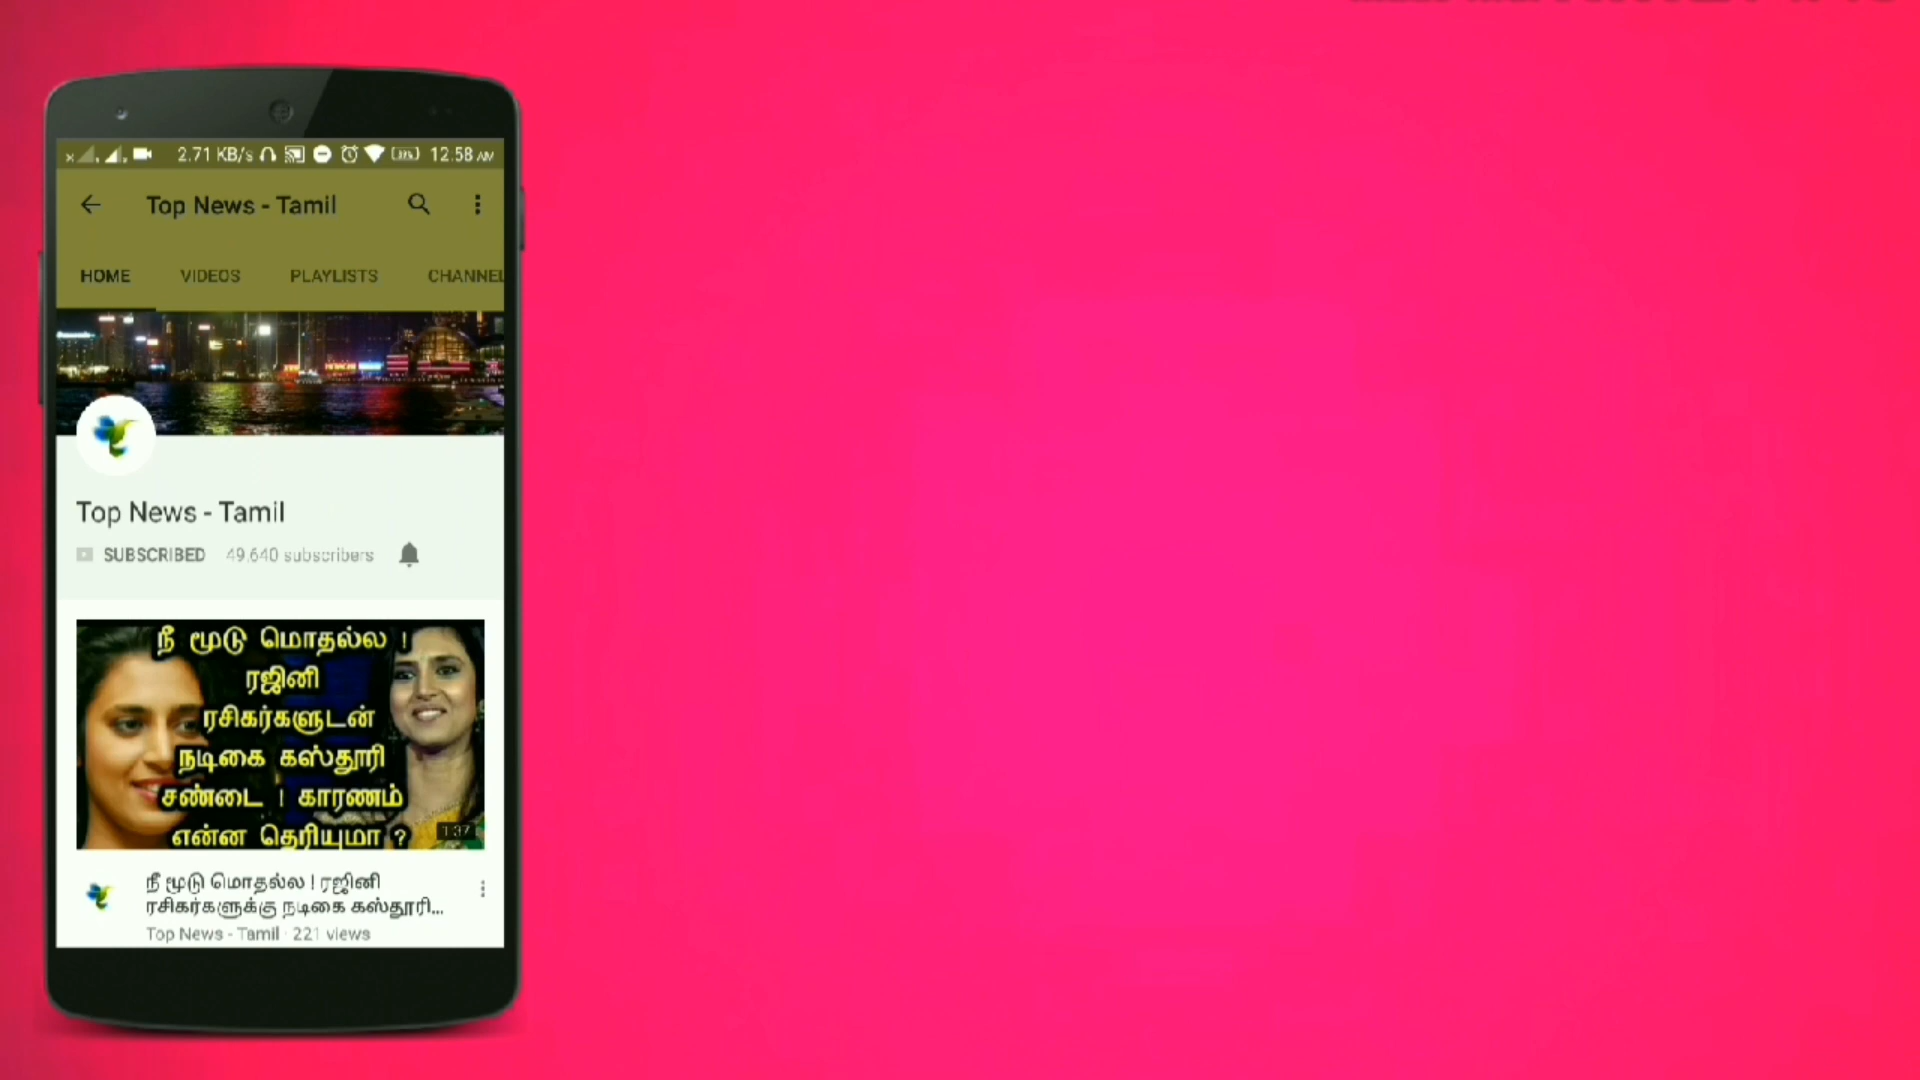 2.71 KB/s 12.58 AM
Top News - Tamil
HOME VIDEOS PLAYLISTS CHANNEL
Top News - Tamil
SUBSCRIBED 49,640 subscribers
நீ மூடு மொதல்ல !
ரஜினி
ரசிகர்களுடன்
நடிகை கஸ்தூரி
சண்டை ! காரணம்
என்ன தெரியுமா ?
1:37
நீ மூடு மொதல்ல ! ரஜினி
ரசிகர்களுக்கு நடிகை கஸ்தூரி...
Top News - Tamil · 221 views